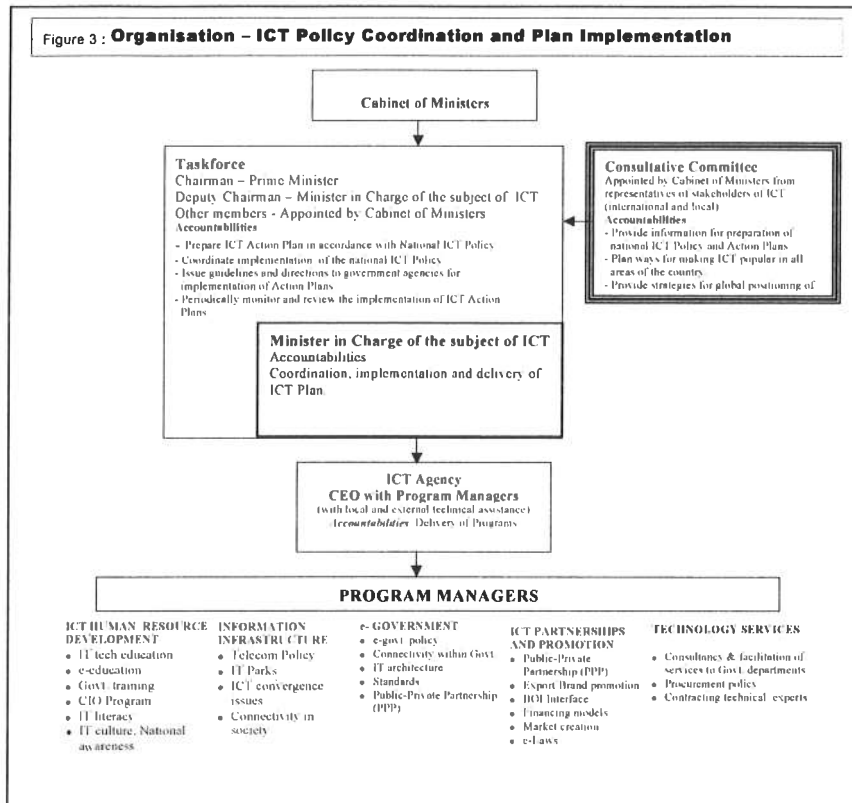 Figure 3 : Organisation – ICT Policy Coordination and Plan Implementation
Cabinet of Ministers
Taskforce
Chairman – Prime Minister
Deputy Chairman – Minister in Charge of the subject of ICT
Other members - Appointed by Cabinet of Ministers
Accountabilities
- Prepare ICT Action Plan in accordance with National ICT Policy
- Coordinate implementation of the national ICT Policy
- Issue guidelines and directions to government agencies for
implementation of Action Plans
- Periodically monitor and review the implementation of ICT Action
Plans
Consultative Committee
Appointed by Cabinet of Ministers from
representatives of stakeholders of ICT
(international and local)
Accountabilities
- Provide information for preparation of
national ICT Policy and Action Plans
- Plan ways for making ICT popular in all
areas of the country
- Provide strategies for global positioning of
Minister in Charge of the subject of ICT
Accountabilities
Coordination, implementation and delivery of
ICT Plan.
ICT Agency
CEO with Program Managers
(with local and external technical assistance)
Accountabilities Delivery of Programs
PROGRAM MANAGERS
ICT HUMAN RESOURCE
DEVELOPMENT
• IT tech education
• e-education
• Govt. training
• CIO Program
• IT literacy
• IT culture, National
awareness
INFORMATION
INFRASTRUCTURE
• Telecom Policy
• IT Parks
• ICT convergence
issues
• Connectivity in
society
e- GOVERNMENT
• e-govt. policy
• Connectivity within Govt.
• IT architecture
• Standards
• Public-Private Partnership
(PPP)
ICT PARTNERSHIPS
AND PROMOTION
• Public-Private
Partnership (PPP)
• Export Brand promotion
• BOI Interface
• Financing models
• Market creation
• e-Laws
TECHNOLOGY SERVICES
• Consultancy & facilitation of
services to Govt. departments
• Procurement policy
• Contracting technical experts